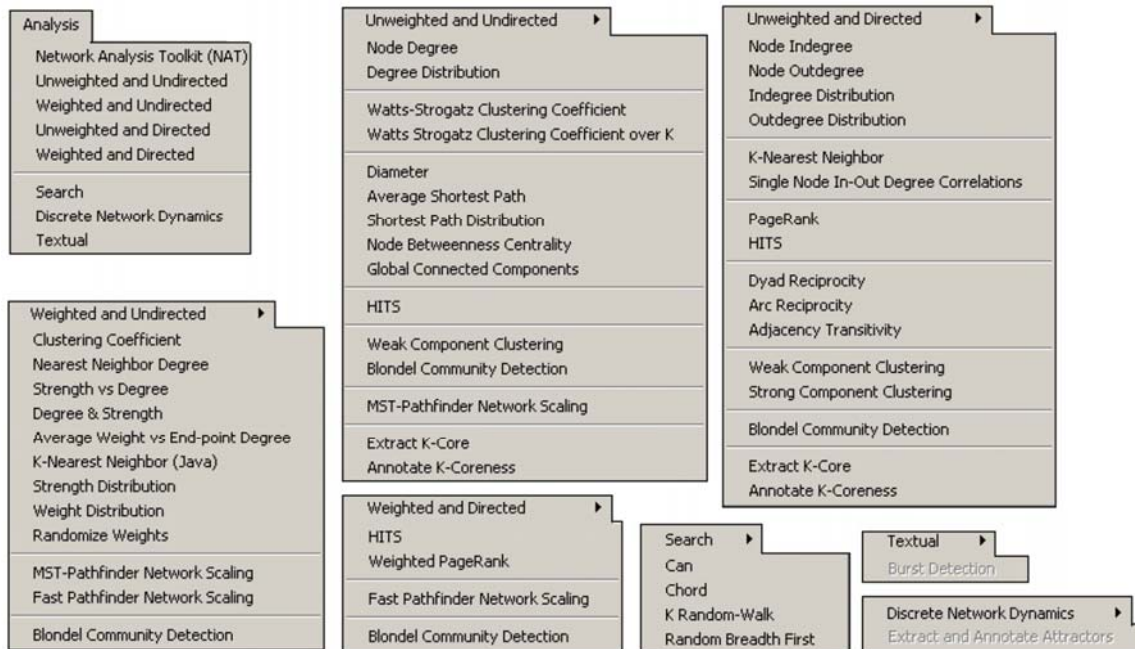 Analysis
Network Analysis Toolkit (NAT)
Unweighted and Undirected
Weighted and Undirected
Unweighted and Directed
Weighted and Directed
Search
Discrete Network Dynamics
Textual
Unweighted and Undirected
Node Degree
Degree Distribution
Watts-Strogatz Clustering Coefficient
Watts Strogatz Clustering Coefficient over K
Diameter
Average Shortest Path
Shortest Path Distribution
Node Betweenness Centrality
Global Connected Components
HITS
Weak Component Clustering
Blondel Community Detection
MST-Pathfinder Network Scaling
Extract K-Core
Annotate K-Coreness
Unweighted and Directed
Node Indegree
Node Outdegree
Indegree Distribution
Outdegree Distribution
K-Nearest Neighbor
Single Node In-Out Degree Correlations
PageRank
HITS
Dyad Reciprocity
Arc Reciprocity
Adjacency Transitivity
Weak Component Clustering
Strong Component Clustering
Blondel Community Detection
Extract K-Core
Annotate K-Coreness
Weighted and Undirected
Clustering Coefficient
Nearest Neighbor Degree
Strength vs Degree
Degree & Strength
Average Weight vs End-point Degree
K-Nearest Neighbor (Java)
Strength Distribution
Weight Distribution
Randomize Weights
MST-Pathfinder Network Scaling
Fast Pathfinder Network Scaling
Blondel Community Detection
Weighted and Directed
HITS
Weighted PageRank
Fast Pathfinder Network Scaling
Blondel Community Detection
Search
Can
Chord
K Random-Walk
Random Breadth First
Textual
Burst Detection
Discrete Network Dynamics
Extract and Annotate Attractors